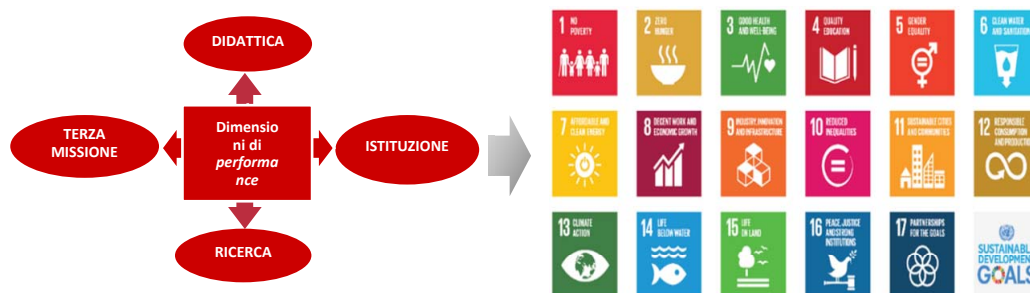 DIDATTICA
TERZA
MISSIONE
Dimensio
ni di
performa
nce
ISTITUZIONE
RICERCA
1 NO
POVERTY
2 ZERO
HUNGER
3 GOOD HEALTH
AND WELL-BEING
4 QUALITY
EDUCATION
5 GENDER
EQUALITY
6 CLEAN WATER
AND SANITATION
7 AFFORDABLE AND
CLEAN ENERGY
8 DECENT WORK AND
ECONOMIC GROWTH
9 INDUSTRY, INNOVATION
AND INFRASTRUCTURE
10 REDUCED
INEQUALITIES
11 SUSTAINABLE CITIES
AND COMMUNITIES
12 RESPONSIBLE
CONSUMPTION
AND PRODUCTION
13 CLIMATE
ACTION
14 LIFE
BELOW WATER
15 LIFE
ON LAND
16 PEACE, JUSTICE
AND STRONG
INSTITUTIONS
17 PARTNERSHIPS
FOR THE GOALS
SUSTAINABLE
DEVELOPMENT
GOALS